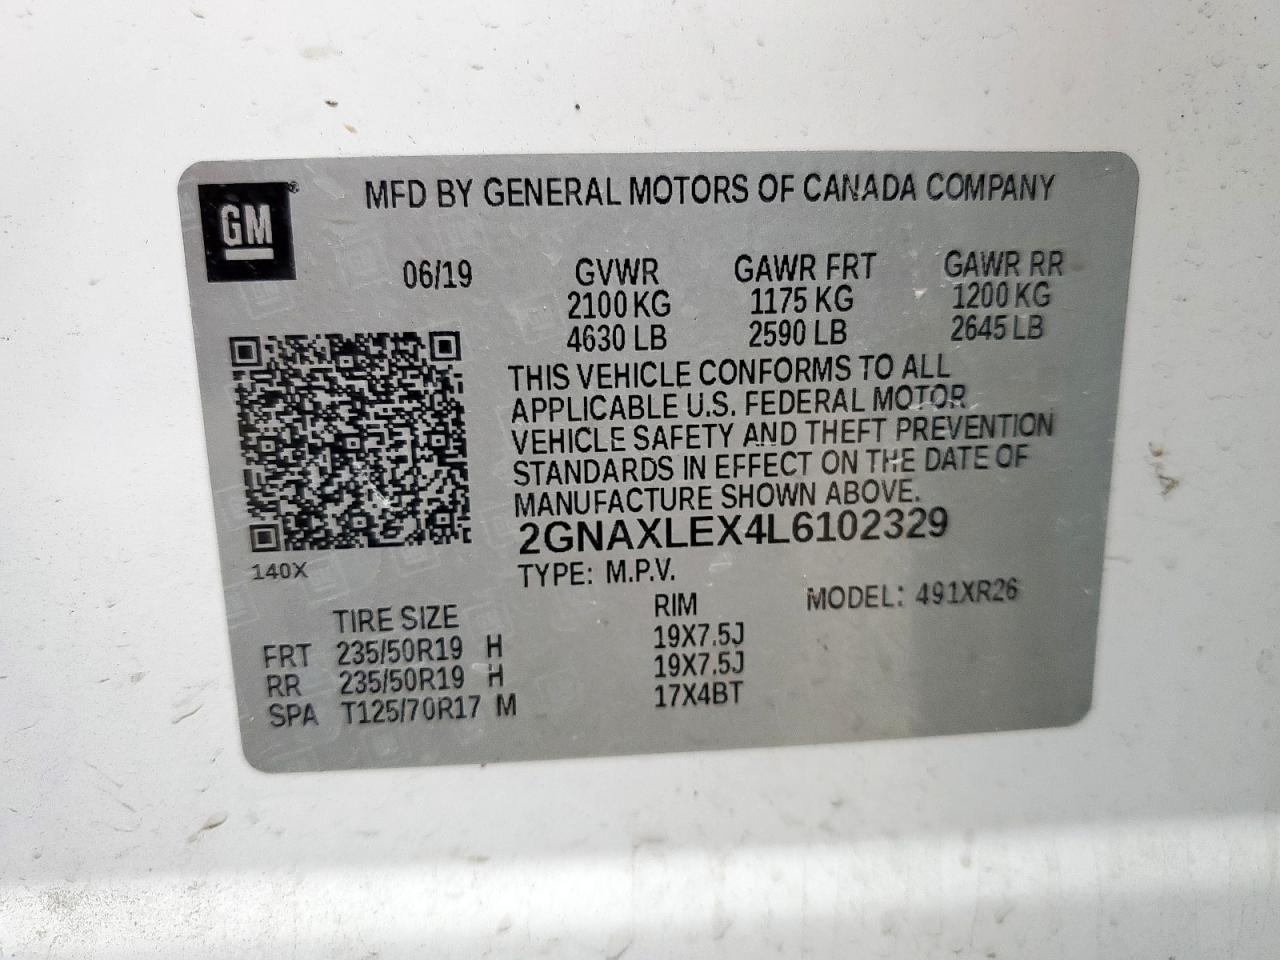 GM®
MFD BY GENERAL MOTORS OF CANADA COMPANY
06/19 GVWR GAWR FRT GAWR RR
2100 KG 1175 KG 1200 KG
4630 LB 2590 LB 2645 LB
THIS VEHICLE CONFORMS TO ALL
APPLICABLE U.S. FEDERAL MOTOR
VEHICLE SAFETY AND THEFT PREVENTION
STANDARDS IN EFFECT ON THE DATE OF
MANUFACTURE SHOWN ABOVE.
2GNAXLEX4L6102329
140X
TYPE: M.P.V. MODEL: 491XR26
TIRE SIZE RIM
FRT 235/50R19 H 19X7.5J
RR 235/50R19 H 19X7.5J
SPA T125/70R17 M 17X4BT